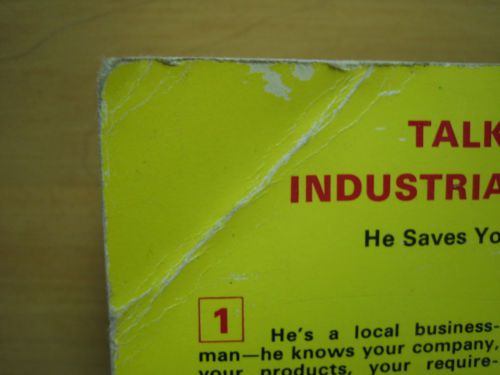 TALK
INDUSTRIA
He Saves Yo
1
He's a local business-
man—he knows your company,
your products, your require-